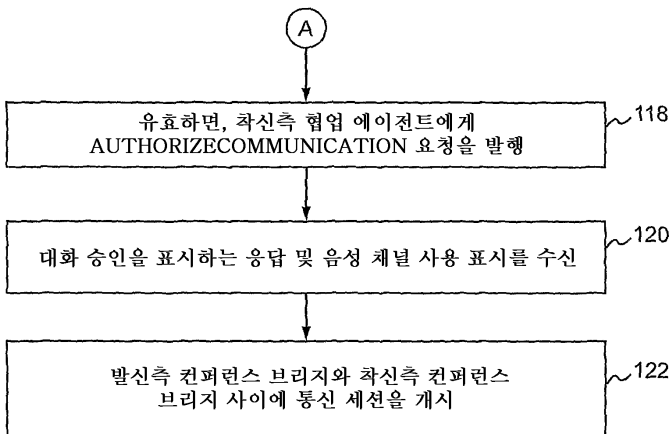 A
유효하면, 착신측 협업 에이전트에게
AUTHORIZECOMMUNICATION 요청을 발행
118
대화 승인을 표시하는 응답 및 음성 채널 사용 표시를 수신
120
발신측 컨퍼런스 브리지와 착신측 컨퍼런스
브리지 사이에 통신 세션을 개시
122